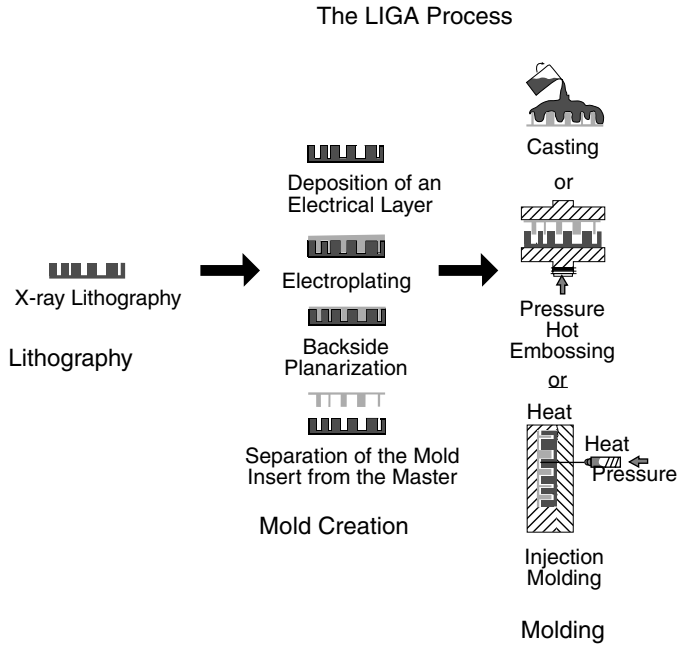 The LIGA Process
X-ray Lithography
Lithography
Deposition of an
Electrical Layer
Electroplating
Backside
Planarization
Separation of the Mold
Insert from the Master
Mold Creation
Casting
or
Pressure
Hot
Embossing
or
Heat
Heat
Pressure
Injection
Molding
Molding